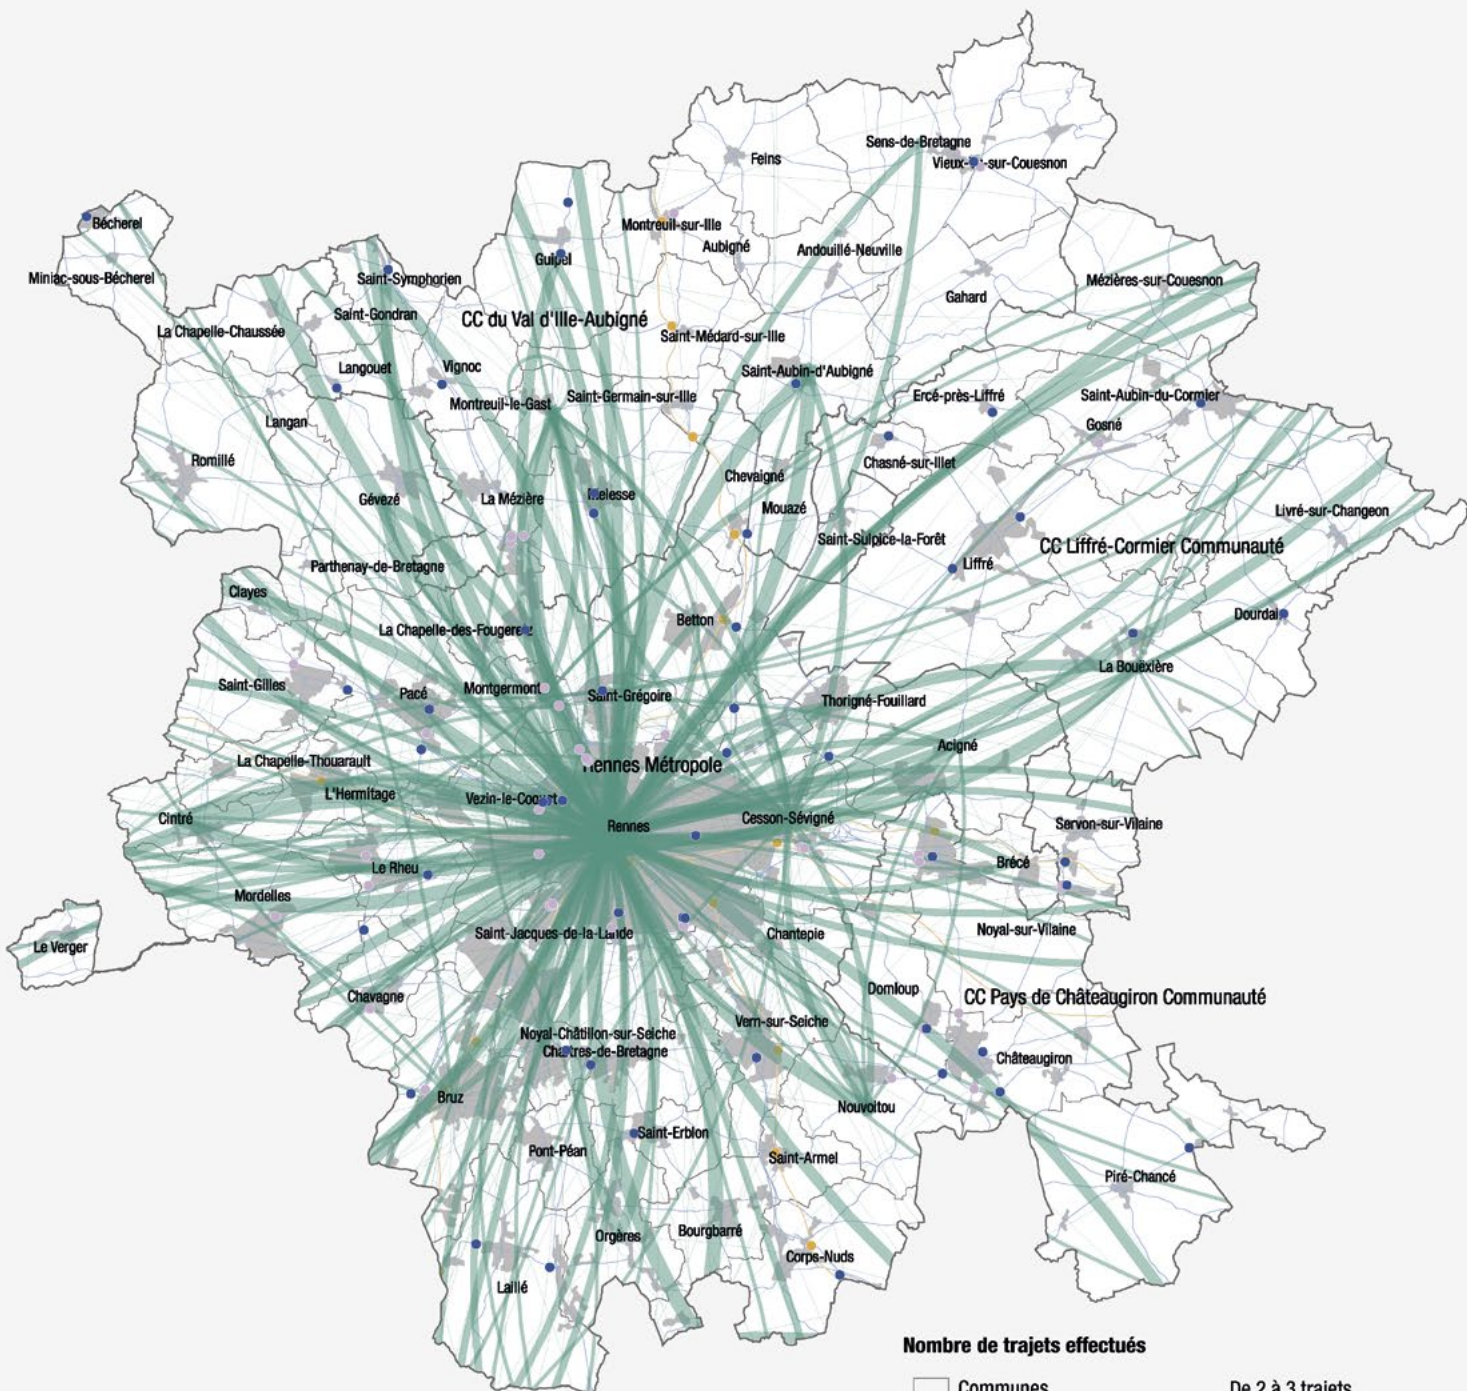 Sens-de-Bretagne
Feins
Vieux-Vy-sur-Couesnon
Bécherel
Montreuil-sur-Ille
Aubigné
Andouillé-Neuville
Guipel
Miniac-sous-Bécherel
Saint-Symphorien
Mézières-sur-Couesnon
Gahard
Saint-Gondran
CC du Val d'Ille-Aubigné
La Chapelle-Chaussée
Saint-Médard-sur-Ille
Langouet
Vignoc
Saint-Aubin-d'Aubigné
Montreuil-le-Gast
Saint-Germain-sur-Ille
Ercé-près-Liffré
Saint-Aubin-du-Cormier
Langan
Gosné
Romillé
Chasné-sur-Illet
Chevaigné
Gévezé
La Mézière
Melesse
Mouazé
Livré-sur-Changeon
Saint-Sulpice-la-Forêt
CC Liffré-Cormier Communauté
Parthenay-de-Bretagne
Liffré
Clayes
Betton
Dourdain
La Chapelle-des-Fougeretz
La Bouëxière
Saint-Gilles
Pacé
Montgermont
Saint-Grégoire
Thorigné-Fouillard
Acigné
La Chapelle-Thouarault
Rennes Métropole
L'Hermitage
Vezin-le-Coquet
Cintré
Rennes
Cesson-Sévigné
Servon-sur-Vilaine
Le Rheu
Brécé
Mordelles
Saint-Jacques-de-la-Lande
Chantepie
Noyal-sur-Vilaine
Le Verger
Domloup
Chavagne
CC Pays de Châteaugiron Communauté
Vern-sur-Seiche
Noyal-Châtillon-sur-Seiche
Chartres-de-Bretagne
Châteaugiron
Bruz
Nouvoitou
Saint-Erblon
Pont-Péan
Saint-Armel
Piré-Chancé
Orgères
Bourgbarré
Corps-Nuds
Laillé
Nombre de trajets effectués
Communes
De 2 à 3 trajets